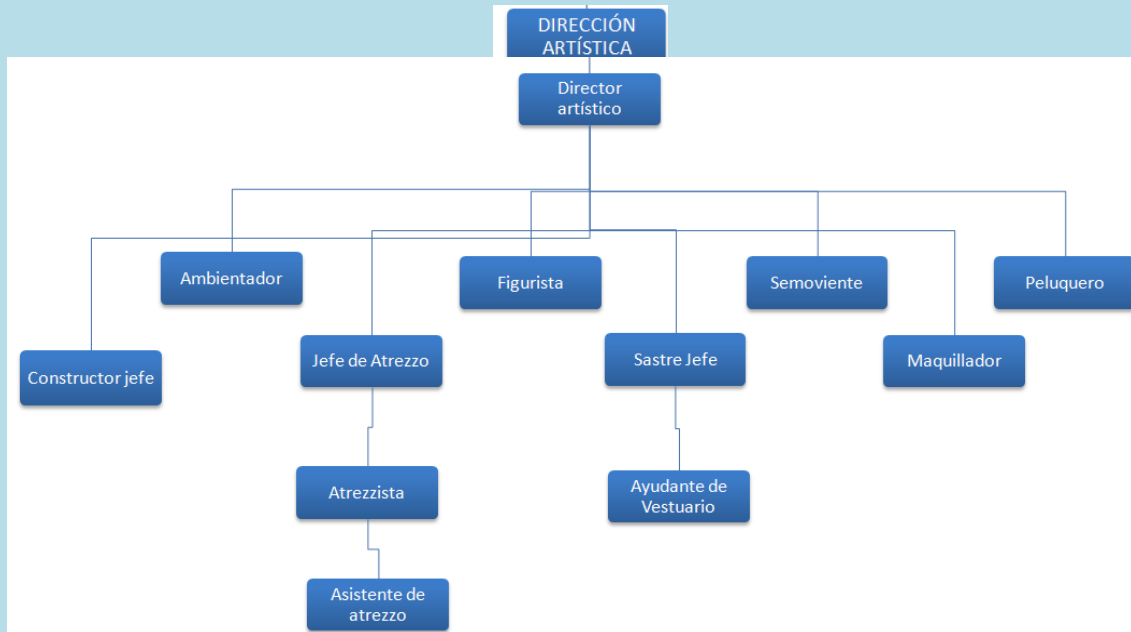 DIRECCIÓN
ARTÍSTICA
Director
artístico
Ambientador
Figurista
Semoviente
Peluquero
Constructor jefe
Jefe de Atrezzo
Sastre Jefe
Maquillador
Atrezzista
Ayudante de
Vestuario
Asistente de
atrezzo